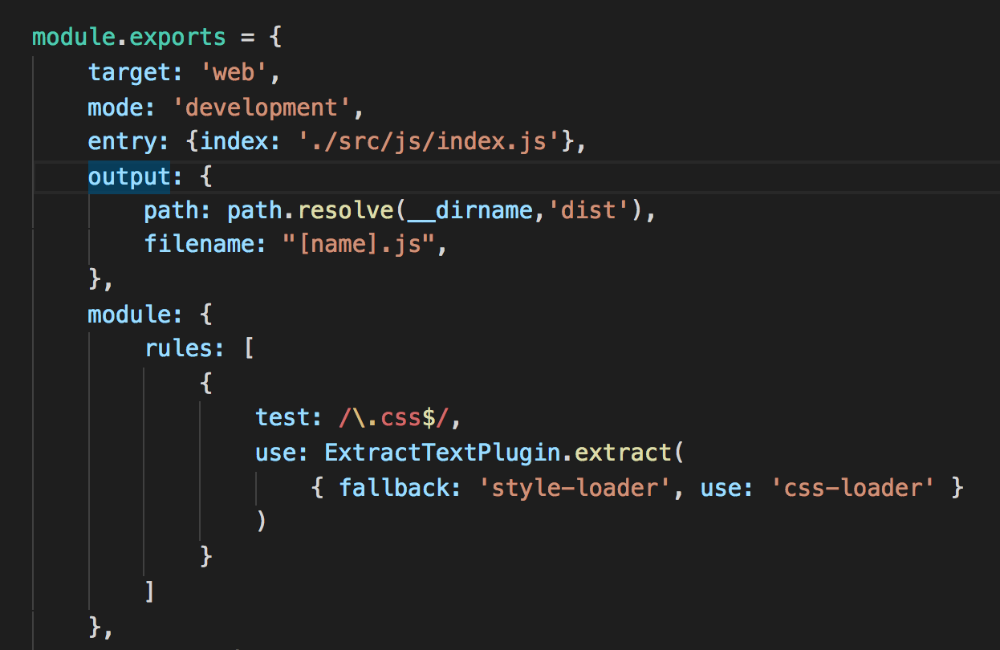 module.exports = {
    target: 'web',
    mode: 'development',
    entry: {index: './src/js/index.js'},
    output: {
        path: path.resolve(__dirname,'dist'),
        filename: "[name].js",
    },
    module: {
        rules: [
            {
                test: /\.css$/,
                use: ExtractTextPlugin.extract(
                    { fallback: 'style-loader', use: 'css-loader' }
                )
            }
        ]
    },